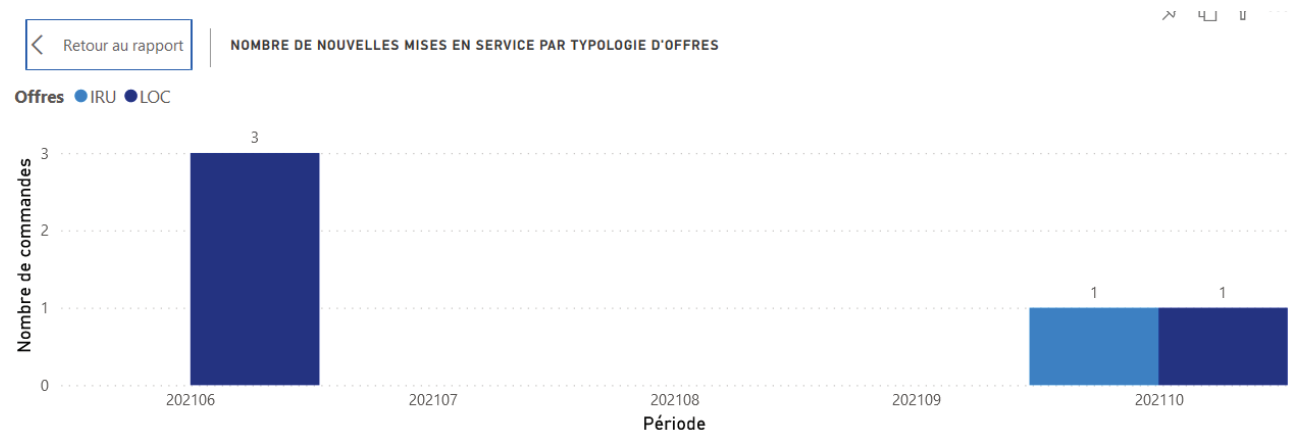 Retour au rapport
NOMBRE DE NOUVELLES MISES EN SERVICE PAR TYPOLOGIE D'OFFRES
Offres IRU LOC
Nombre de commandes
3
2
1
0
3
1
1
202106
202107
202108
202109
202110
Période